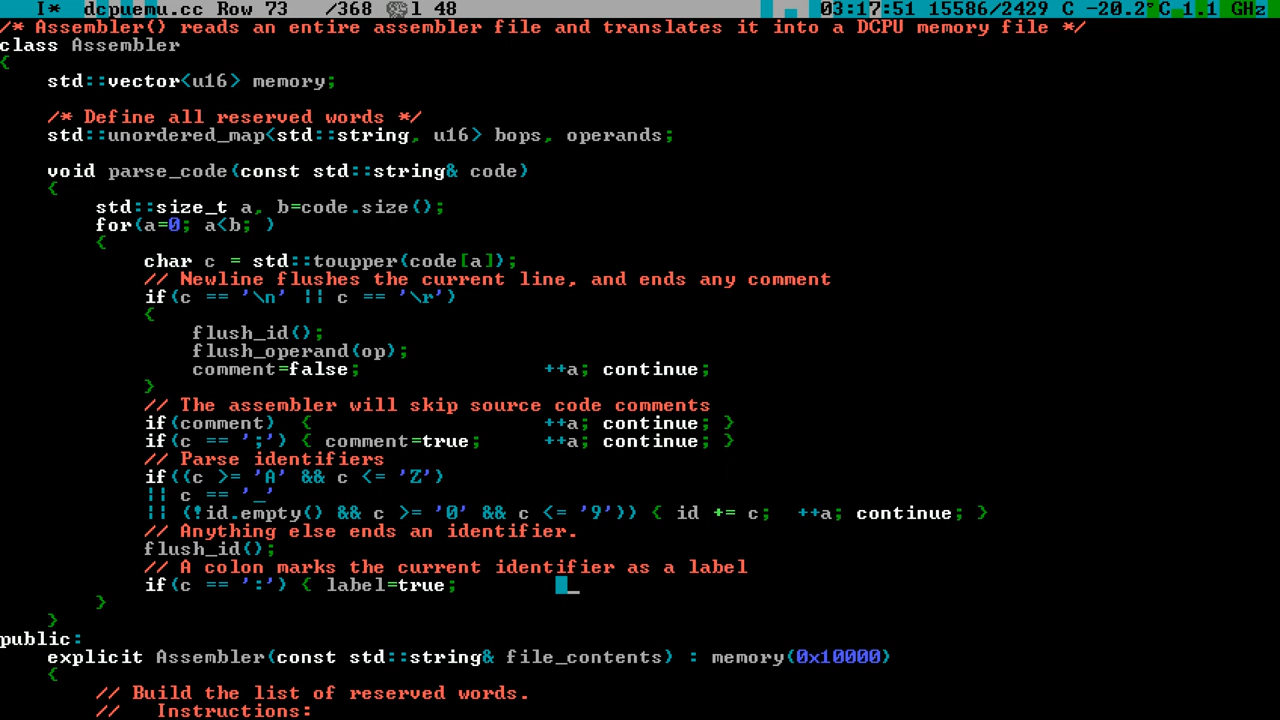 I* dcpuemu.cc Row 73 /368 l 48 03:17:51 15586/2429 C -20.2°C 1.1 GHz
/* Assembler() reads an entire assembler file and translates it into a DCPU memory file */
class Assembler
{
    std::vector<u16> memory;

    /* Define all reserved words */
    std::unordered_map<std::string, u16> bops, operands;

    void parse_code(const std::string& code)
    {
        std::size_t a, b=code.size();
        for(a=0; a<b; )
        {
            char c = std::toupper(code[a]);
            // Newline flushes the current line, and ends any comment
            if(c == '\n' || c == '\r')
            {
                flush_id();
                flush_operand(op);
                comment=false;               ++a; continue;
            }
            // The assembler will skip source code comments
            if(comment)  {                   ++a; continue; }
            if(c == ';') { comment=true;     ++a; continue; }
            // Parse identifiers
            if((c >= 'A' && c <= 'Z')
            || c == '_'
            || (!id.empty() && c >= '0' && c <= '9')) { id += c;  ++a; continue; }
            // Anything else ends an identifier.
            flush_id();
            // A colon marks the current identifier as a label
            if(c == ':') { label=true;        _
        }
    }
public:
    explicit Assembler(const std::string& file_contents) : memory(0x10000)
    {
        // Build the list of reserved words.
        //   Instructions: